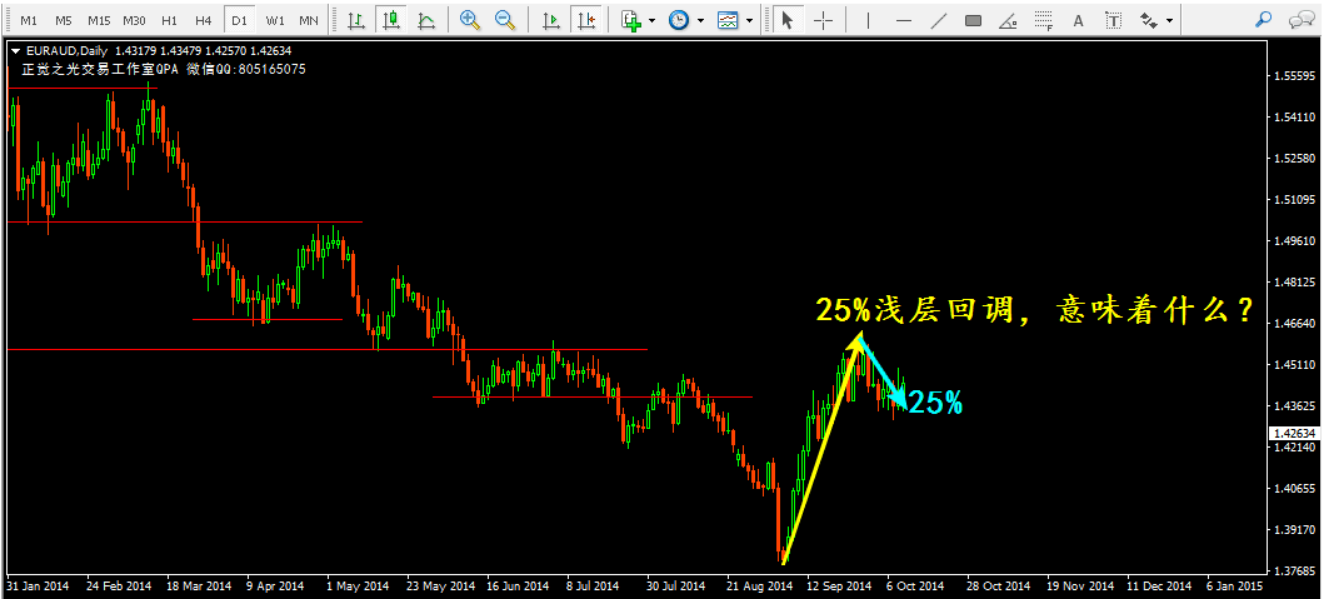 M1 M5 M15 M30 H1 H4 D1 W1 MN
A T
EURAUD,Daily 1.43179 1.43479 1.42570 1.42634
正觉之光交易工作室QPA 微信QQ:805165075
1.55595
1.54110
1.52580
1.51095
1.49610
1.48125
25%浅层回调，意味着什么？
1.46640
1.45110
25%
1.43625
1.42634
1.42140
1.40655
1.39170
1.37685
31 Jan 2014 24 Feb 2014 18 Mar 2014 9 Apr 2014 1 May 2014 23 May 2014 16 Jun 2014 8 Jul 2014 30 Jul 2014 21 Aug 2014 12 Sep 2014 6 Oct 2014 28 Oct 2014 19 Nov 2014 11 Dec 2014 6 Jan 2015